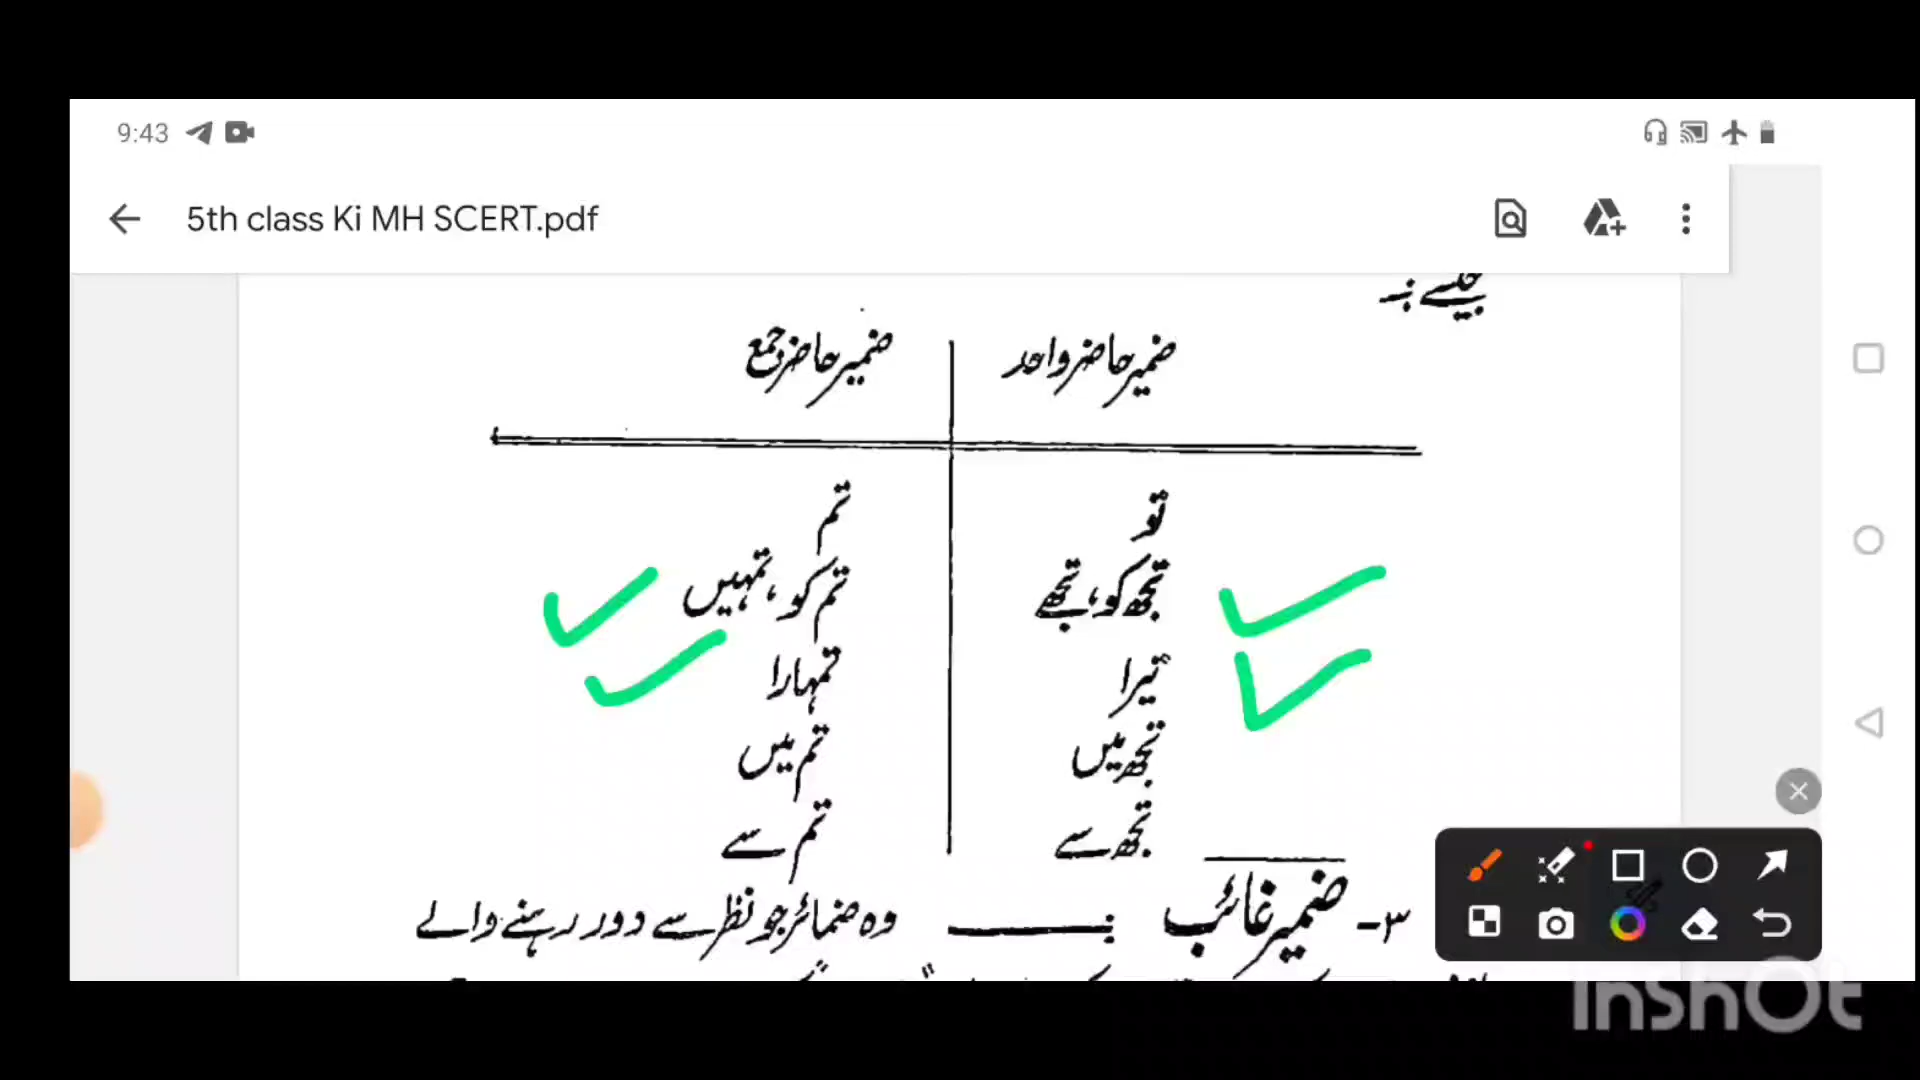 9:43
5th class Ki MH SCERT.pdf
جیسے :-
ضمیر حاضر واحد ضمیر حاضر جمع
تو تم
تجھ کو، تجھے تم کو، تمہیں
تیرا تمہارا
تجھ میں تم میں
تجھ سے تم سے
۳- ضمیر غائب : وہ ضمائر جو نظر سے دور رہنے والے
InShOt